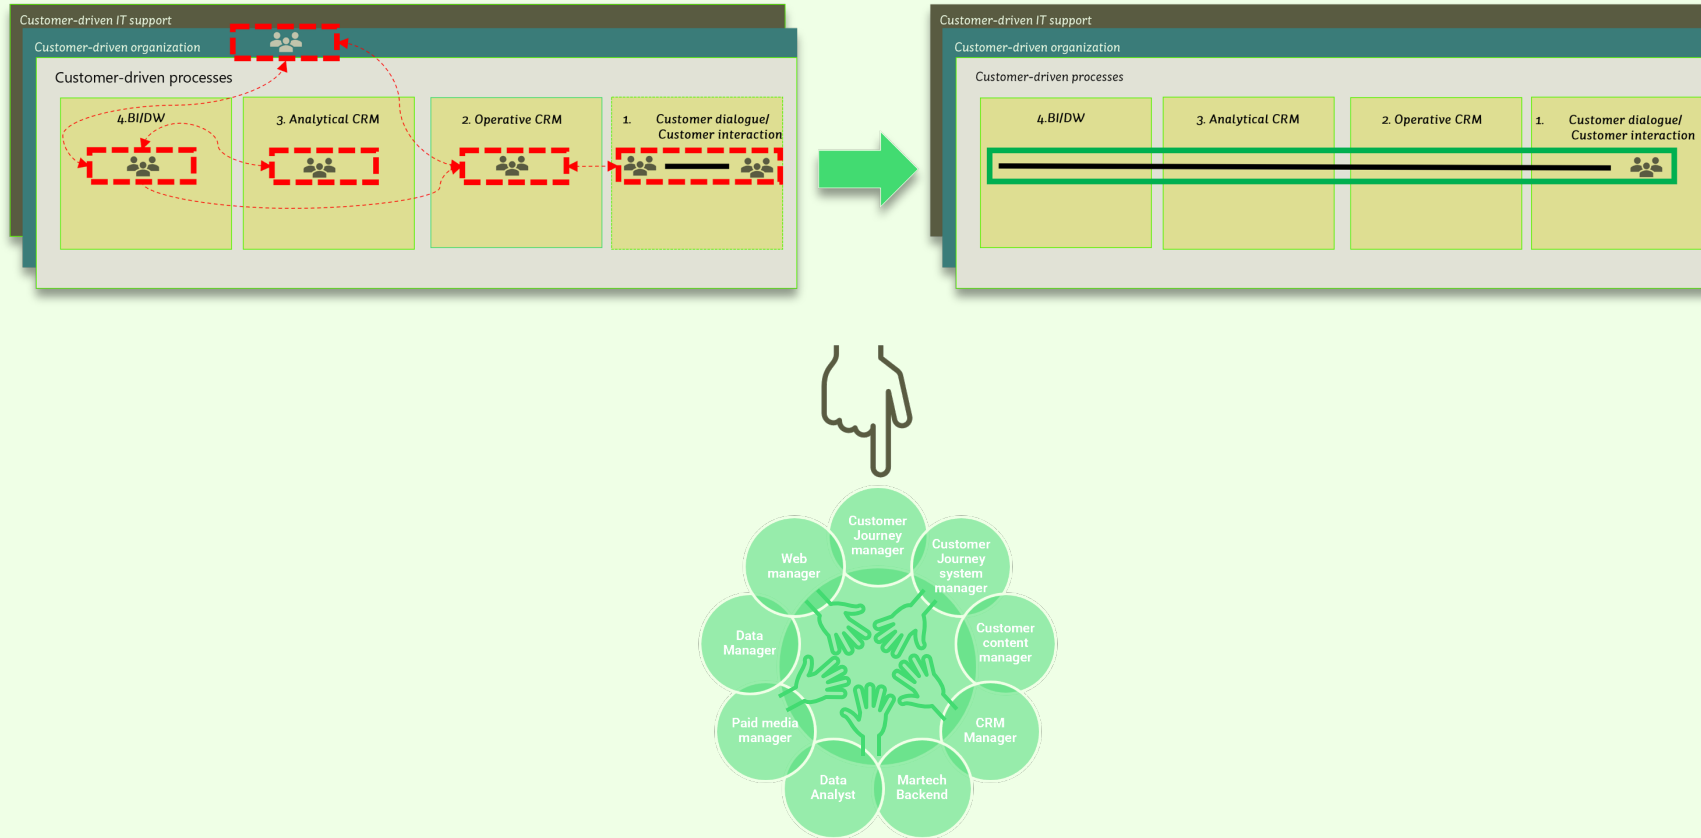 Customer-driven IT support
Customer-driven organization
Customer-driven processes
4.BI/DW
3. Analytical CRM
2. Operative CRM
1. Customer dialogue/
Customer interaction
Customer-driven IT support
Customer-driven organization
Customer-driven processes
4.BI/DW
3. Analytical CRM
2. Operative CRM
1. Customer dialogue/
Customer interaction
Customer
Journey
manager
Customer
Journey
system
manager
Customer
content
manager
CRM
Manager
Martech
Backend
Data
Analyst
Paid media
manager
Data
Manager
Web
manager